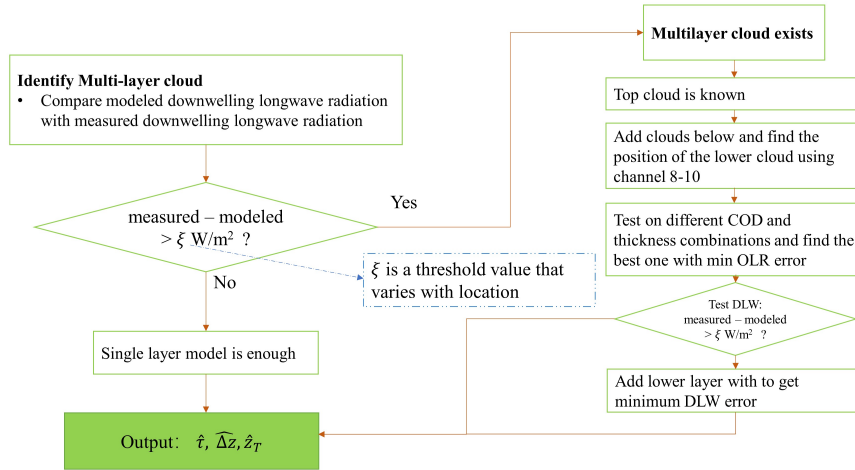 Identify Multi-layer cloud
• Compare modeled downwelling longwave radiation
with measured downwelling longwave radiation
measured – modeled
> ξ W/m² ?
Yes
No
ξ is a threshold value that
varies with location
Single layer model is enough
Output: τ̂, Δ̂z, ẑ_T
Multilayer cloud exists
Top cloud is known
Add clouds below and find the
position of the lower cloud using
channel 8-10
Test on different COD and
thickness combinations and find the
best one with min OLR error
Test DLW:
measured – modeled
> ξ W/m² ?
Add lower layer with to get
minimum DLW error